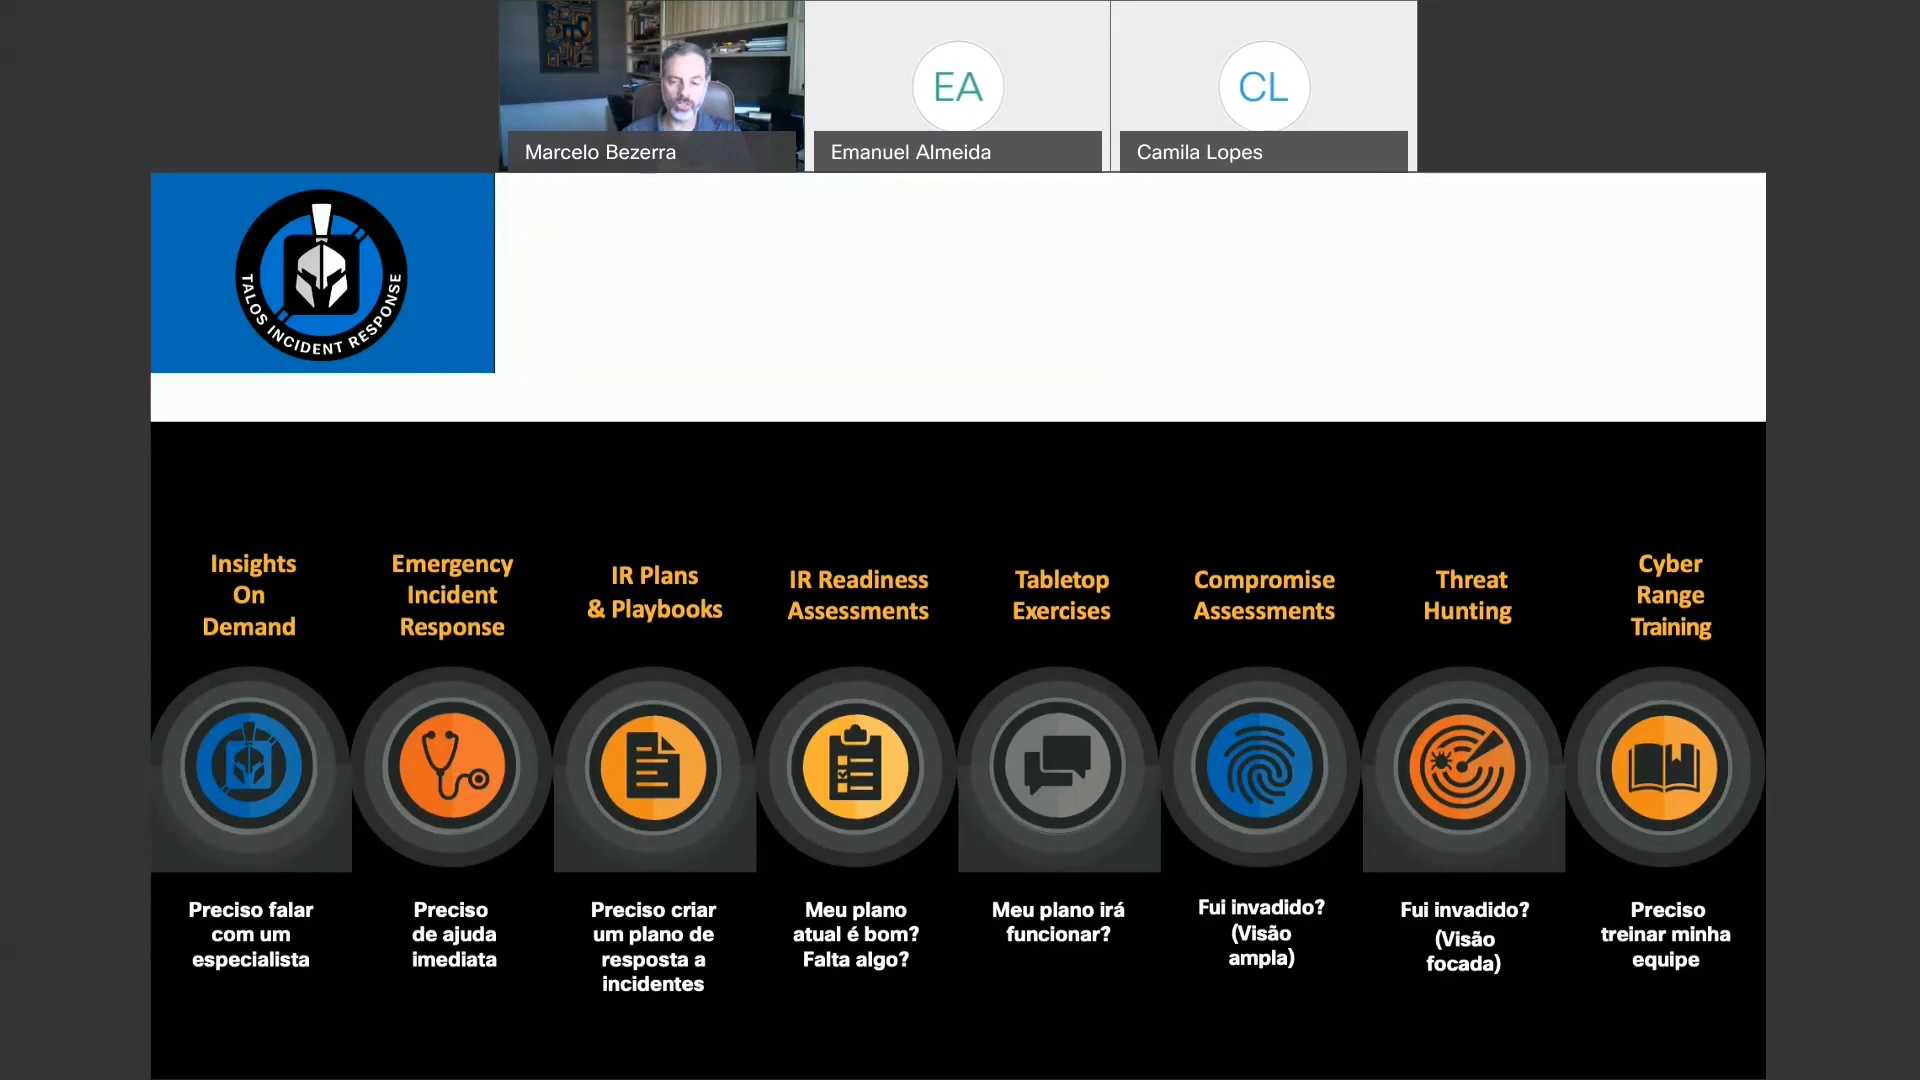 EA
CL
Marcelo Bezerra
Emanuel Almeida
Camila Lopes
TALOS INCIDENT RESPONSE
Insights
On
Demand
Emergency
Incident
Response
IR Plans
& Playbooks
IR Readiness
Assessments
Tabletop
Exercises
Compromise
Assessments
Threat
Hunting
Cyber
Range
Training
Preciso falar
com um
especialista
Preciso
de ajuda
imediata
Preciso criar
um plano de
resposta a
incidentes
Meu plano
atual é bom?
Falta algo?
Meu plano irá
funcionar?
Fui invadido?
(Visão
ampla)
Fui invadido?
(Visão
focada)
Preciso
treinar minha
equipe